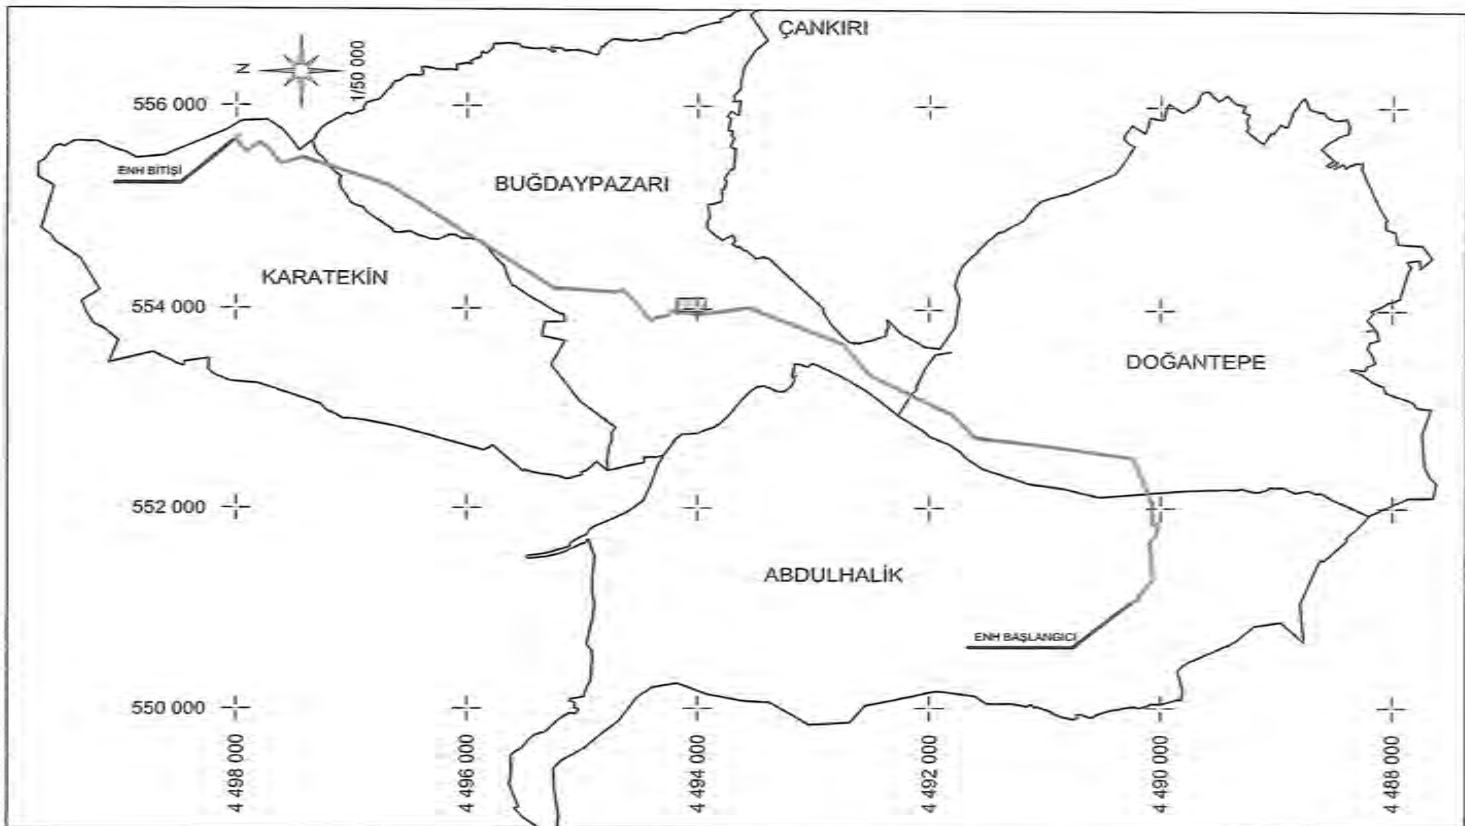 ÇANKIRI
N
1/50 000
556 000
ENH BİTİŞİ
BUĞDAYPAZARI
KARATEKİN
554 000
DOĞANTEPE
552 000
ABDULHALİK
ENH BAŞLANGICI
550 000
4 498 000
4 496 000
4 494 000
4 492 000
4 490 000
4 488 000